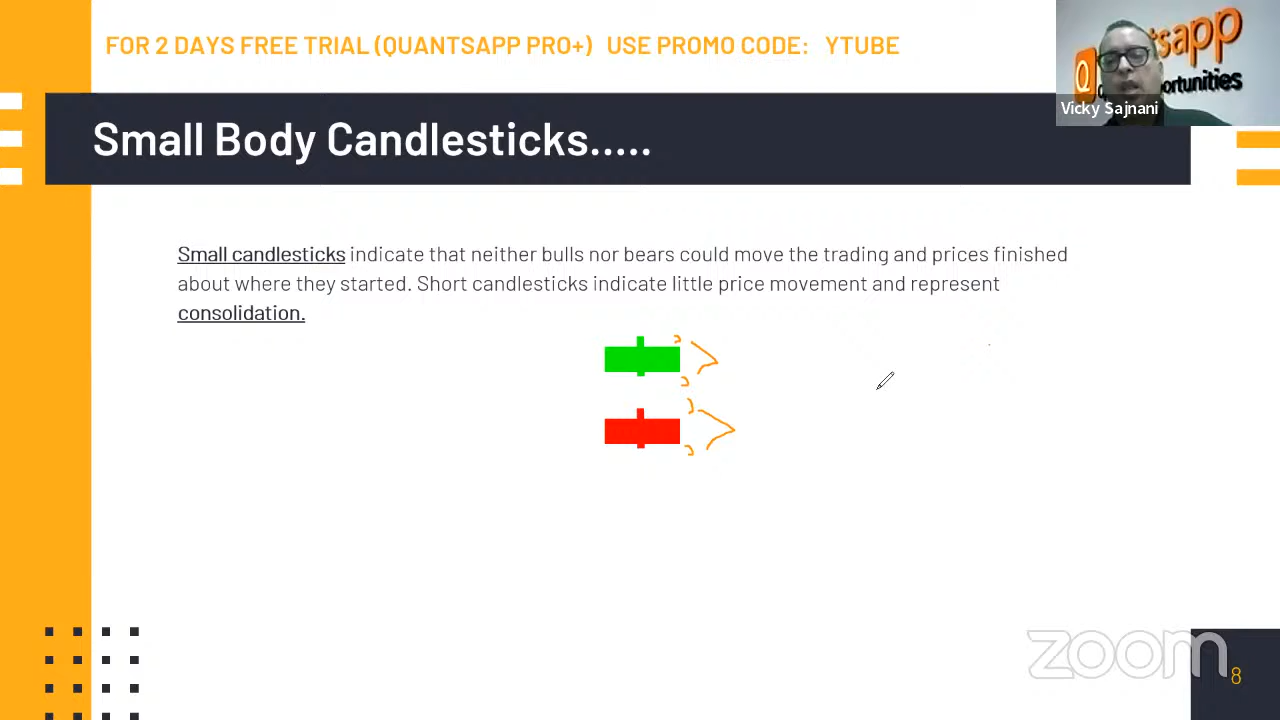 FOR 2 DAYS FREE TRIAL (QUANTSAPP PRO+) USE PROMO CODE: YTUBE
tsapp
ortunities
Vicky Sajnani
Small Body Candlesticks.....
Small candlesticks indicate that neither bulls nor bears could move the trading and prices finished
about where they started. Short candlesticks indicate little price movement and represent
consolidation.
zoom
8